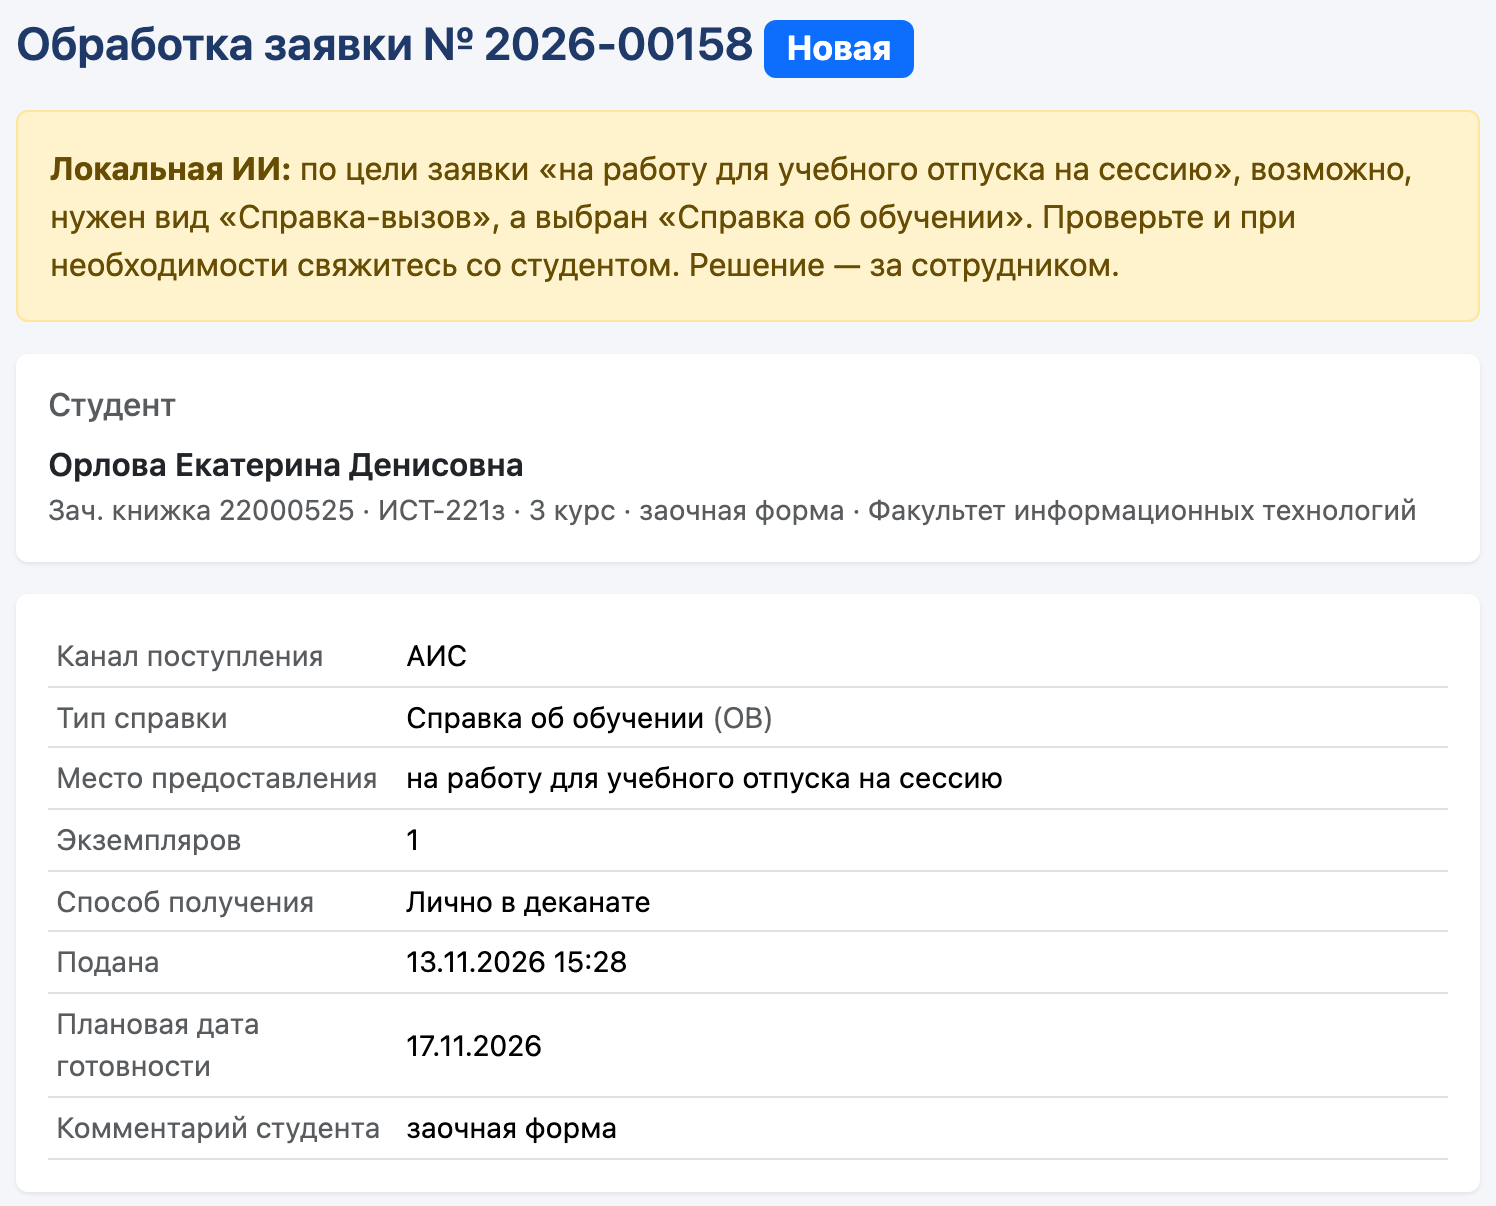 Обработка заявки № 2026-00158 Новая
Локальная ИИ: по цели заявки «на работу для учебного отпуска на сессию», возможно,
нужен вид «Справка-вызов», а выбран «Справка об обучении». Проверьте и при
необходимости свяжитесь со студентом. Решение — за сотрудником.
Студент
Орлова Екатерина Денисовна
Зач. книжка 22000525 · ИСТ-221з · 3 курс · заочная форма · Факультет информационных технологий
Канал поступления АИС
Тип справки Справка об обучении (ОВ)
Место предоставления на работу для учебного отпуска на сессию
Экземпляров 1
Способ получения Лично в деканате
Подана 13.11.2026 15:28
Плановая дата
готовности 17.11.2026
Комментарий студента заочная форма